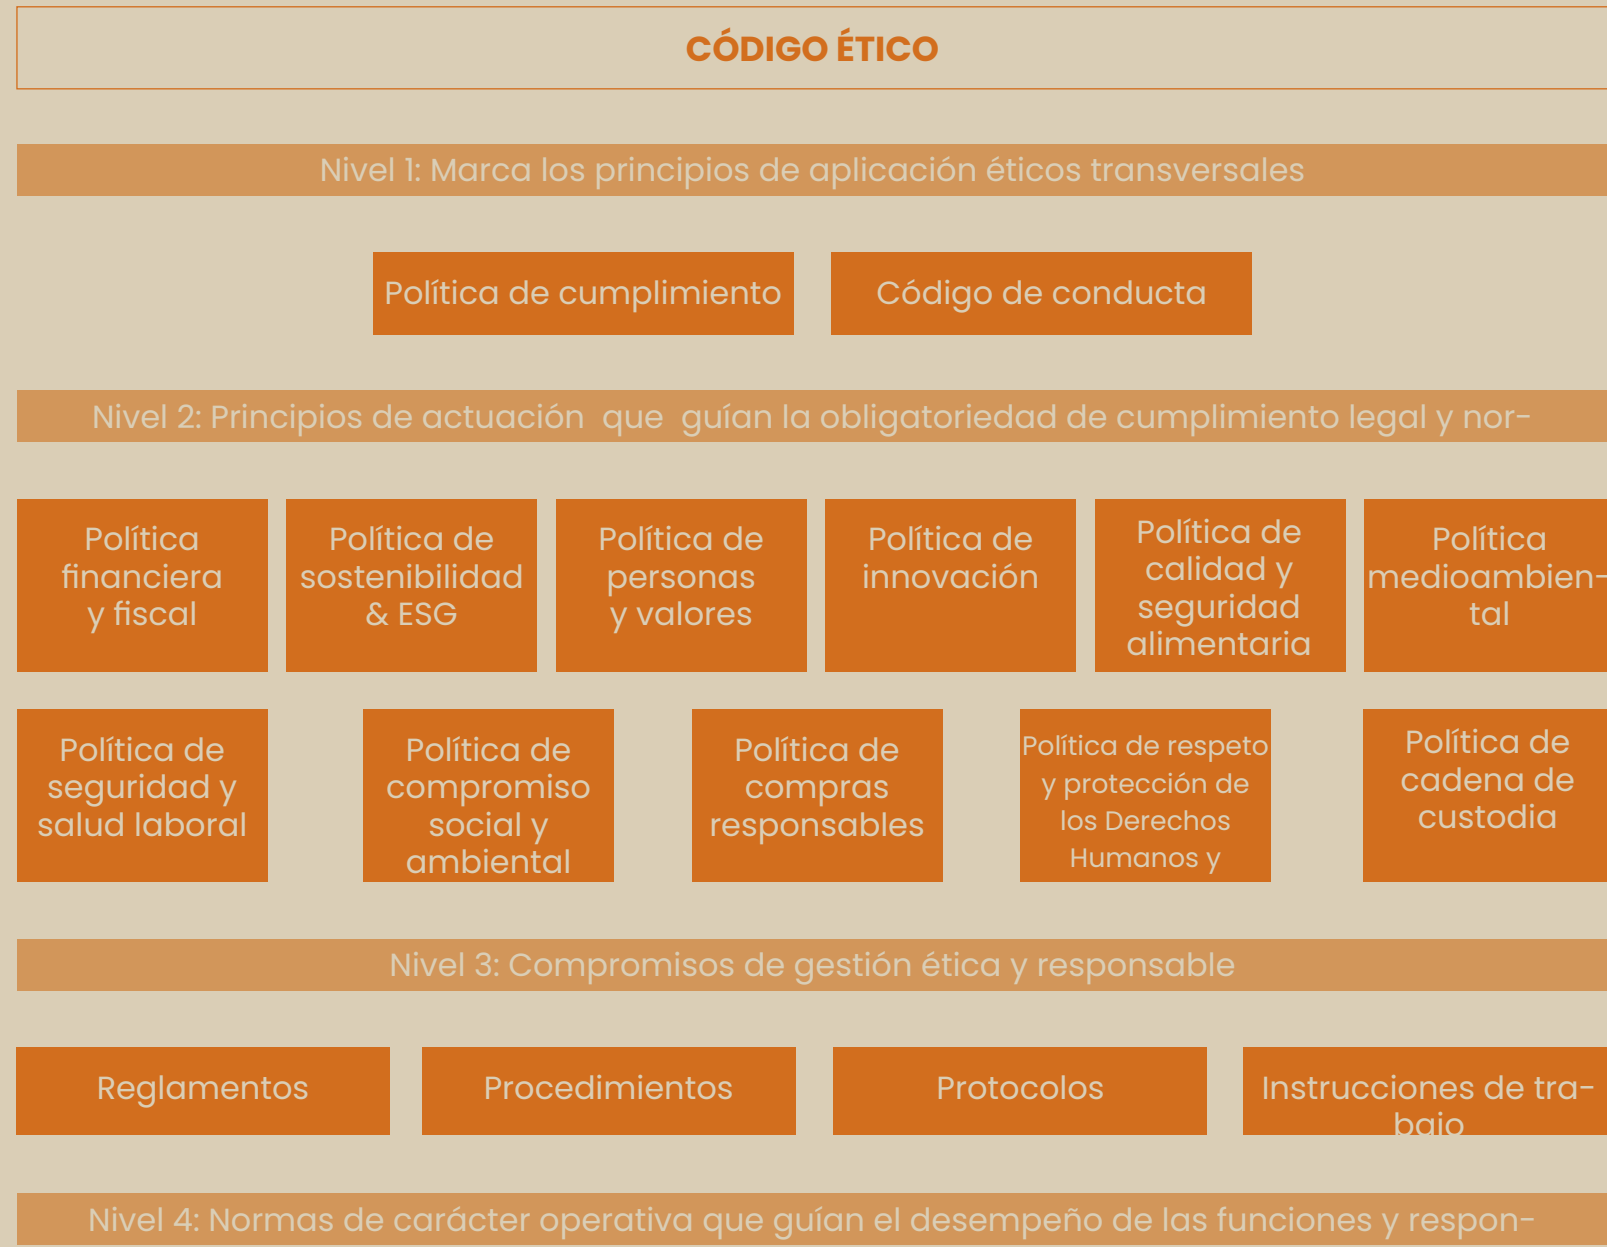 CÓDIGO ÉTICO
Nivel 1: Marca los principios de aplicación éticos transversales
Política de cumplimiento
Código de conducta
Nivel 2: Principios de actuación que guían la obligatoriedad de cumplimiento legal y nor-
Política
financiera
y fiscal
Política de
sostenibilidad
& ESG
Política de
personas
y valores
Política de
innovación
Política de
calidad y
seguridad
alimentaria
Política
medioambien-
tal
Política de
seguridad y
salud laboral
Política de
compromiso
social y
ambiental
Política de
compras
responsables
Política de respeto
y protección de
los Derechos
Humanos y
Política de
cadena de
custodia
Nivel 3: Compromisos de gestión ética y responsable
Reglamentos
Procedimientos
Protocolos
Instrucciones de tra-
bajo
Nivel 4: Normas de carácter operativa que guían el desempeño de las funciones y respon-